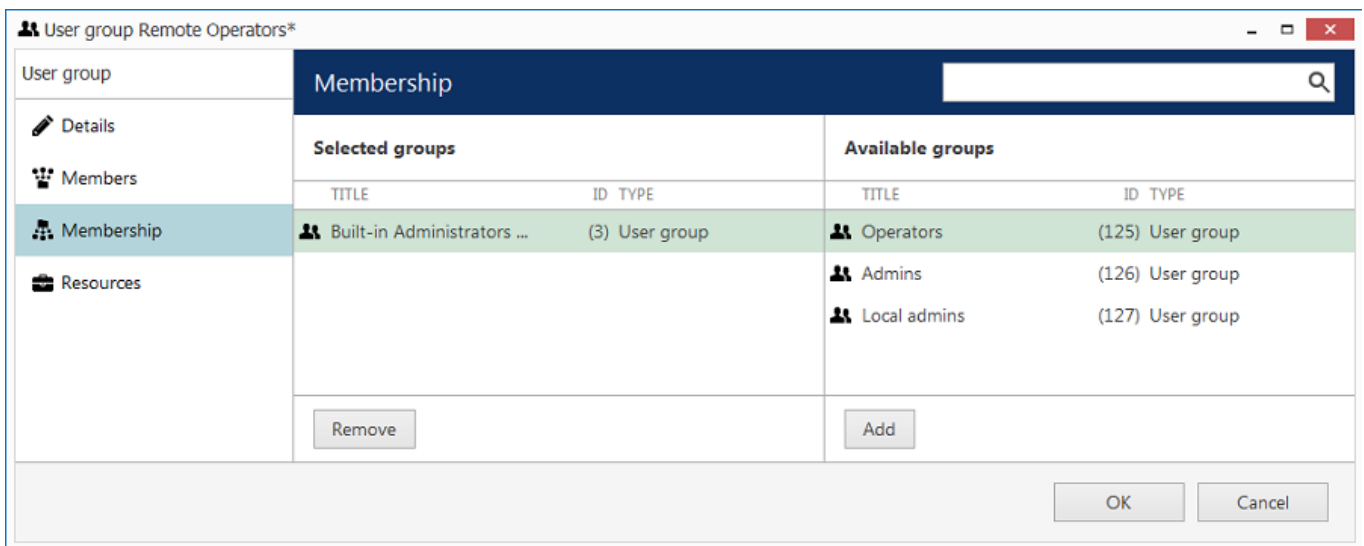 User group Remote Operators*
User group
Details
Members
Membership
Resources
Membership
Selected groups
TITLE ID TYPE
Built-in Administrators ... (3) User group
Remove
Available groups
TITLE ID TYPE
Operators (125) User group
Admins (126) User group
Local admins (127) User group
Add
OK Cancel